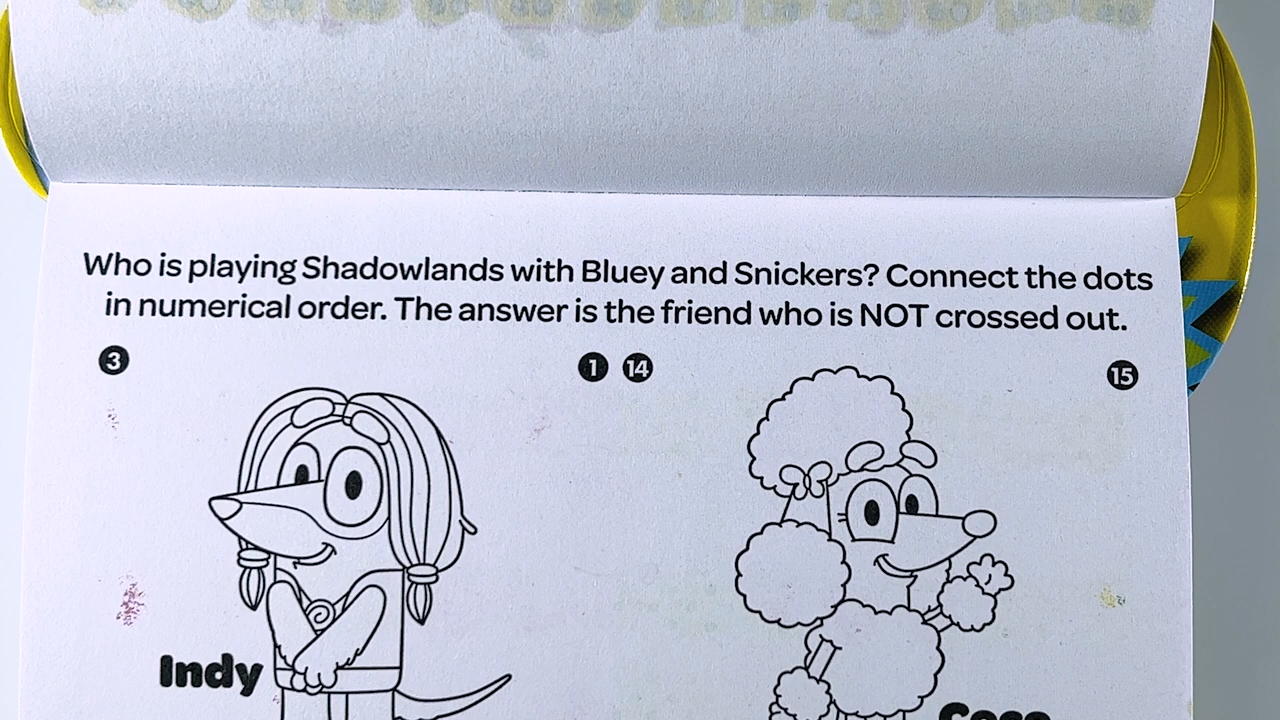 Who is playing Shadowlands with Bluey and Snickers? Connect the dots
in numerical order. The answer is the friend who is NOT crossed out.
3 1 14 15
Indy
Coco